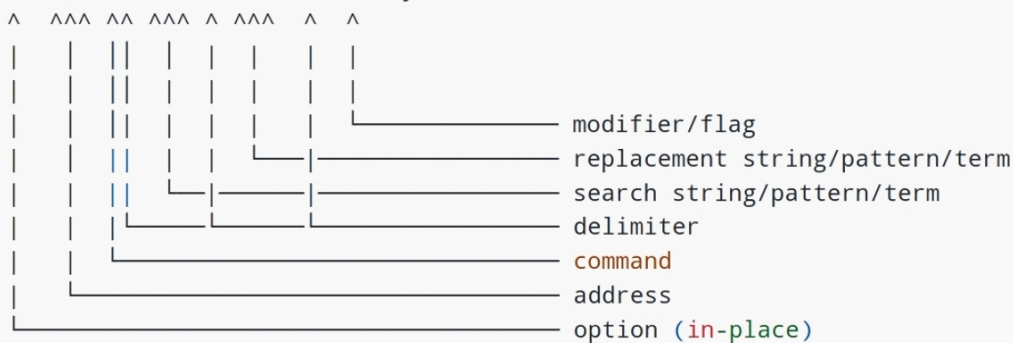 ^ ^^^ ^^ ^^^ ^ ^^^ ^ ^
modifier/flag
replacement string/pattern/term
search string/pattern/term
delimiter
command
address
option (in-place)